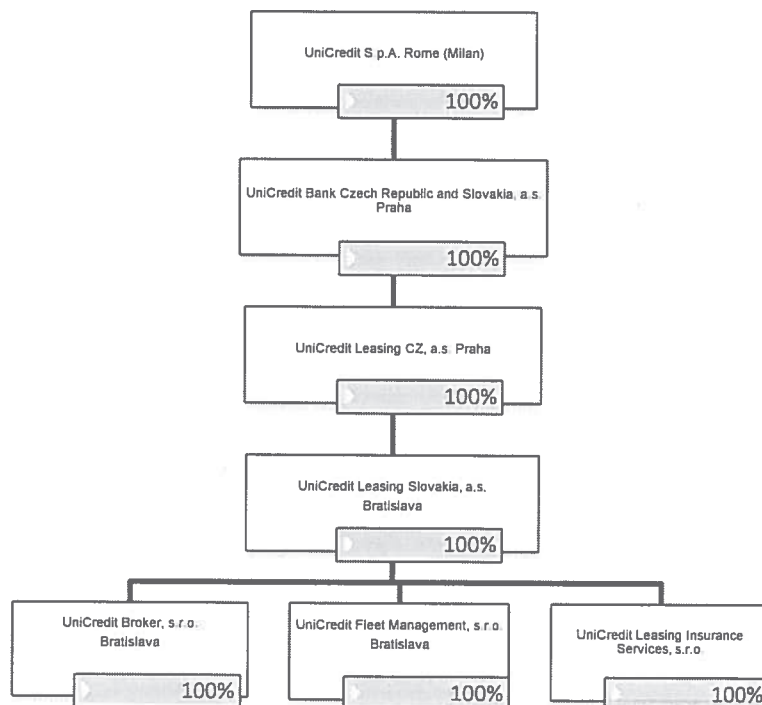 UniCredit S.p.A. Rome (Milan)
100%
UniCredit Bank Czech Republic and Slovakia, a.s.
Praha
100%
UniCredit Leasing CZ, a.s. Praha
100%
UniCredit Leasing Slovakia, a.s.
Bratislava
100%
UniCredit Broker, s.r.o.
Bratislava
100%
UniCredit Fleet Management, s.r.o.
Bratislava
100%
UniCredit Leasing Insurance
Services, s.r.o
100%